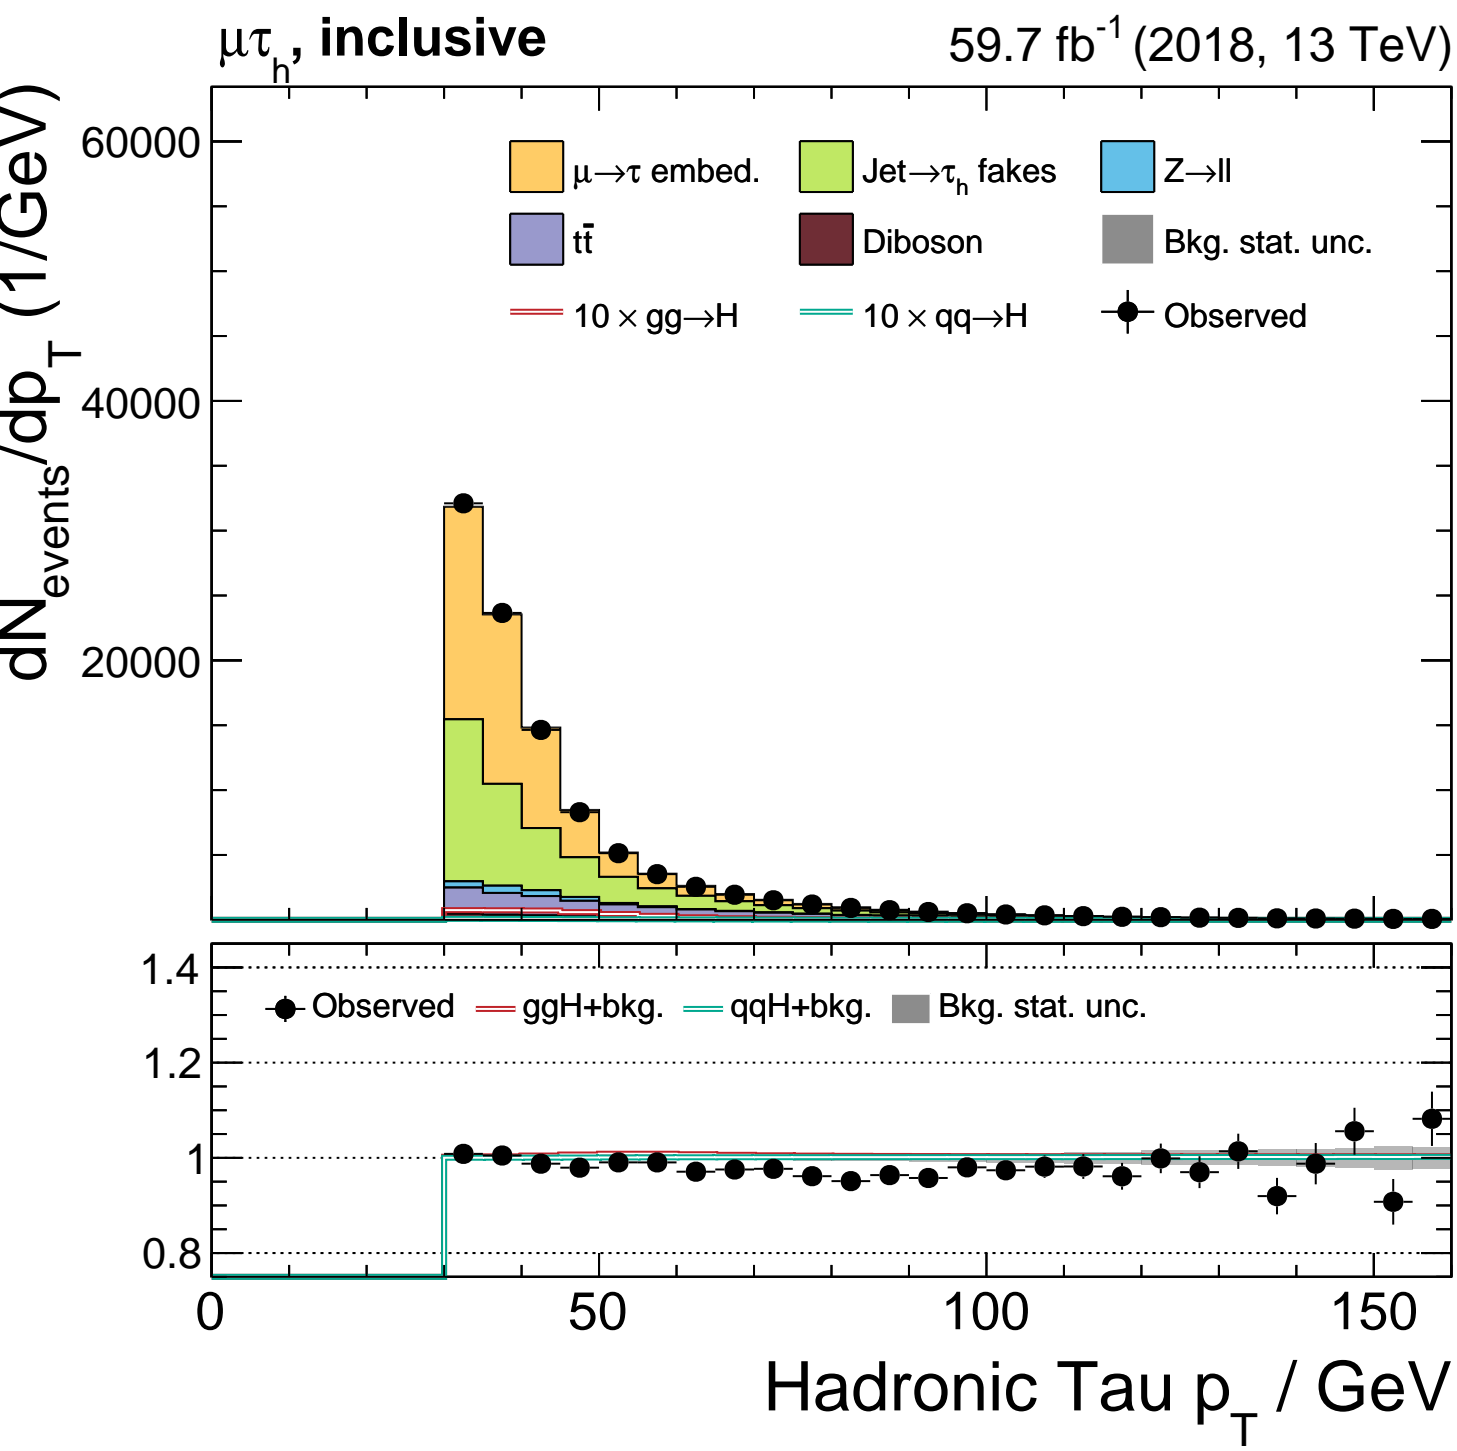 μτh, inclusive 59.7 fb-1 (2018, 13 TeV)
dNevents/dpT (1/GeV)
60000
40000
20000
μ→τ embed. Jet→τh fakes Z→ll
tt̄ Diboson Bkg. stat. unc.
10 × gg→H 10 × qq→H Observed
1.4
1.2
1
0.8
Observed ggH+bkg. qqH+bkg. Bkg. stat. unc.
0 50 100 150
Hadronic Tau pT / GeV